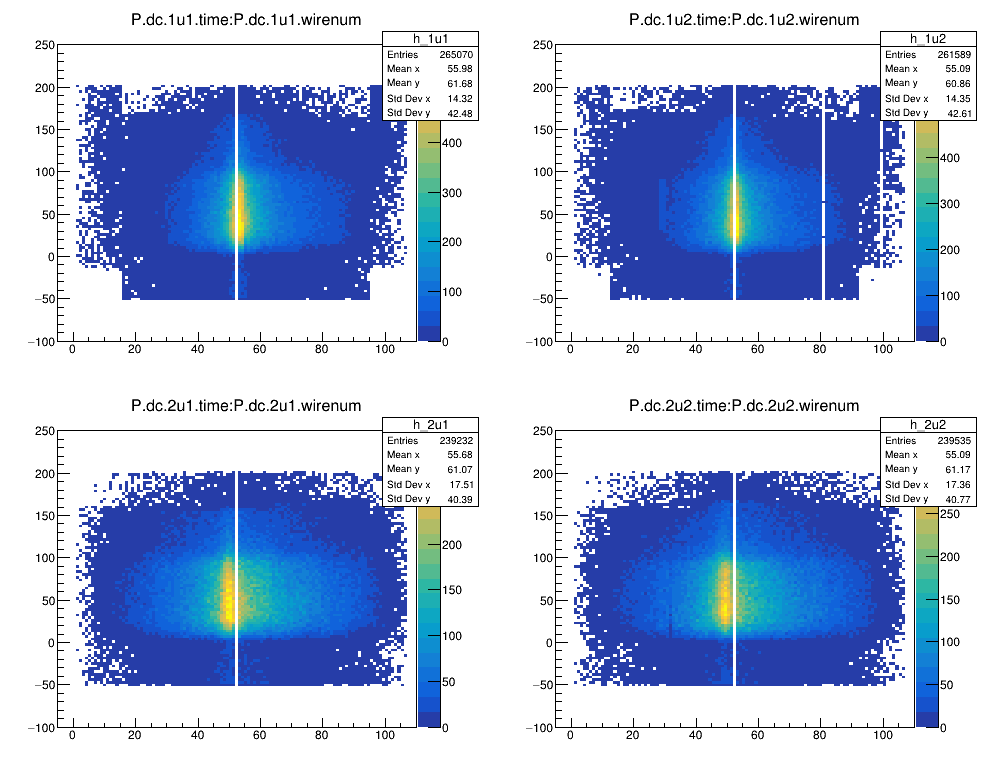 P.dc.1u1.time:P.dc.1u1.wirenum
h_1u1
Entries 265070
Mean x 55.98
Mean y 61.68
Std Dev x 14.32
Std Dev y 42.48
250
200
150
100
50
0
−50
−100
0 20 40 60 80 100
400
300
200
100
0
P.dc.1u2.time:P.dc.1u2.wirenum
h_1u2
Entries 261589
Mean x 55.09
Mean y 60.86
Std Dev x 14.35
Std Dev y 42.61
250
200
150
100
50
0
−50
−100
0 20 40 60 80 100
400
300
200
100
0
P.dc.2u1.time:P.dc.2u1.wirenum
h_2u1
Entries 239232
Mean x 55.68
Mean y 61.07
Std Dev x 17.51
Std Dev y 40.39
250
200
150
100
50
0
−50
−100
0 20 40 60 80 100
200
150
100
50
0
P.dc.2u2.time:P.dc.2u2.wirenum
h_2u2
Entries 239535
Mean x 55.09
Mean y 61.17
Std Dev x 17.36
Std Dev y 40.77
250
200
150
100
50
0
−50
−100
0 20 40 60 80 100
250
200
150
100
50
0